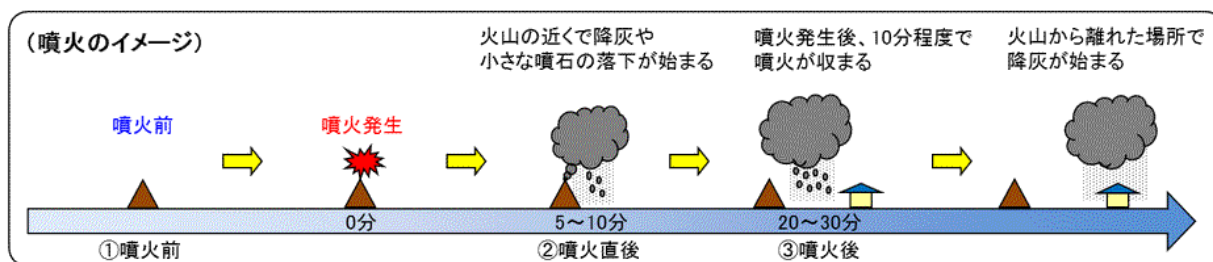 (噴火のイメージ)
火山の近くで降灰や
小さな噴石の落下が始まる
噴火発生後、10分程度で
噴火が収まる
火山から離れた場所で
降灰が始まる
噴火前
噴火発生
0分
5～10分
20～30分
①噴火前
②噴火直後
③噴火後